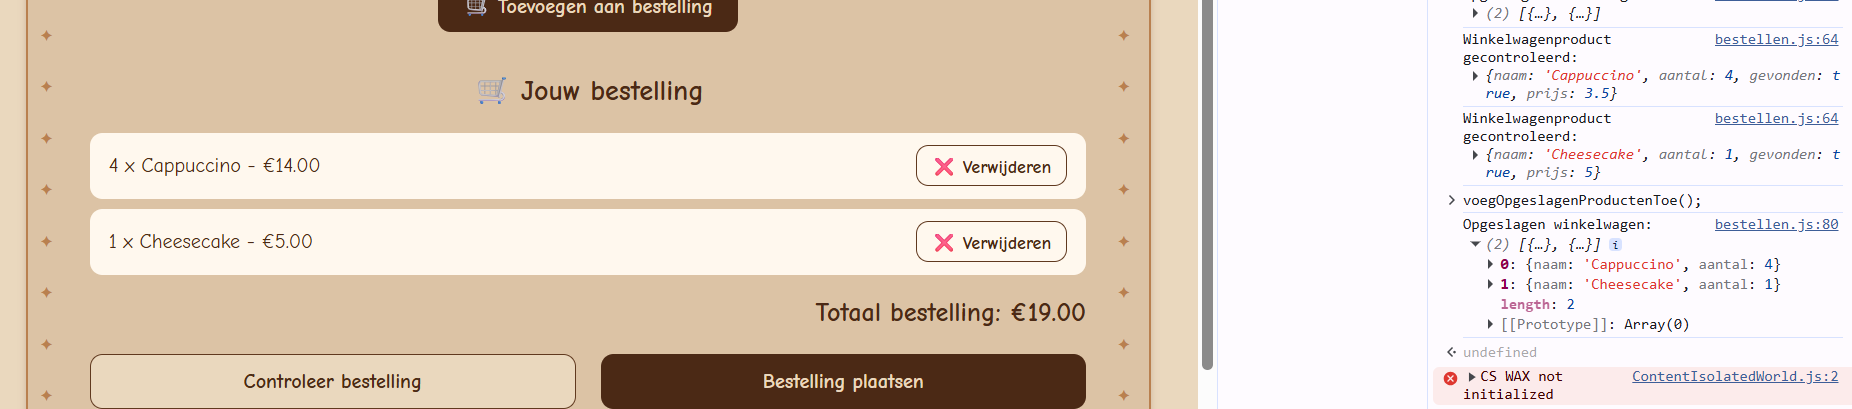 Toevoegen aan bestelling
Jouw bestelling
4 x Cappuccino - €14.00
❌ Verwijderen
1 x Cheesecake - €5.00
❌ Verwijderen
Totaal bestelling: €19.00
Controleer bestelling
Bestelling plaatsen
(2) [{…}, {…}]
Winkelwagenproduct bestellen.js:64
gecontroleerd:
{naam: 'Cappuccino', aantal: 4, gevonden: t
rue, prijs: 3.5}
Winkelwagenproduct bestellen.js:64
gecontroleerd:
{naam: 'Cheesecake', aantal: 1, gevonden: t
rue, prijs: 5}
voegOpgeslagenProductenToe();
Opgeslagen winkelwagen: bestellen.js:80
(2) [{…}, {…}] i
0: {naam: 'Cappuccino', aantal: 4}
1: {naam: 'Cheesecake', aantal: 1}
length: 2
[[Prototype]]: Array(0)
undefined
CS WAX not ContentIsolatedWorld.js:2
initialized